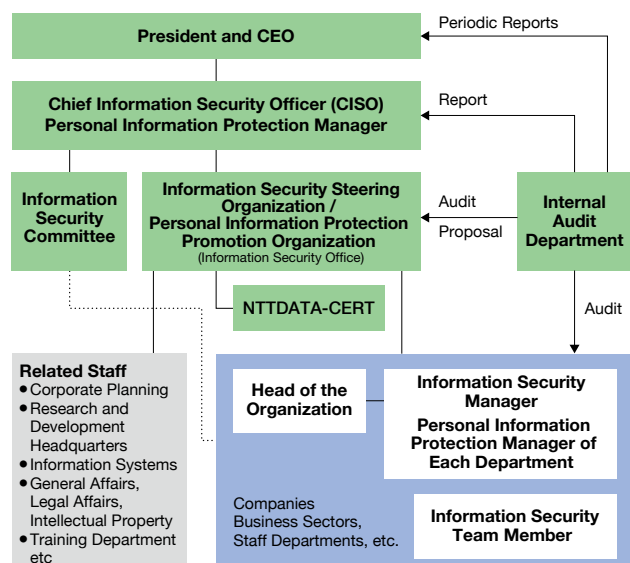 President and CEO
Periodic Reports
Chief Information Security Officer (CISO)
Personal Information Protection Manager
Report
Information
Security
Committee
Information Security Steering
Organization /
Personal Information Protection
Promotion Organization
(Information Security Office)
Audit
Proposal
Internal
Audit
Department
NTTDATA-CERT
Audit
Related Staff
●Corporate Planning
●Research and
Development
Headquarters
●Information Systems
●General Affairs,
Legal Affairs,
Intellectual Property
●Training Department
etc
Head of the
Organization
Information Security
Manager
Personal Information
Protection Manager of
Each Department
Companies
Business Sectors,
Staff Departments, etc.
Information Security
Team Member